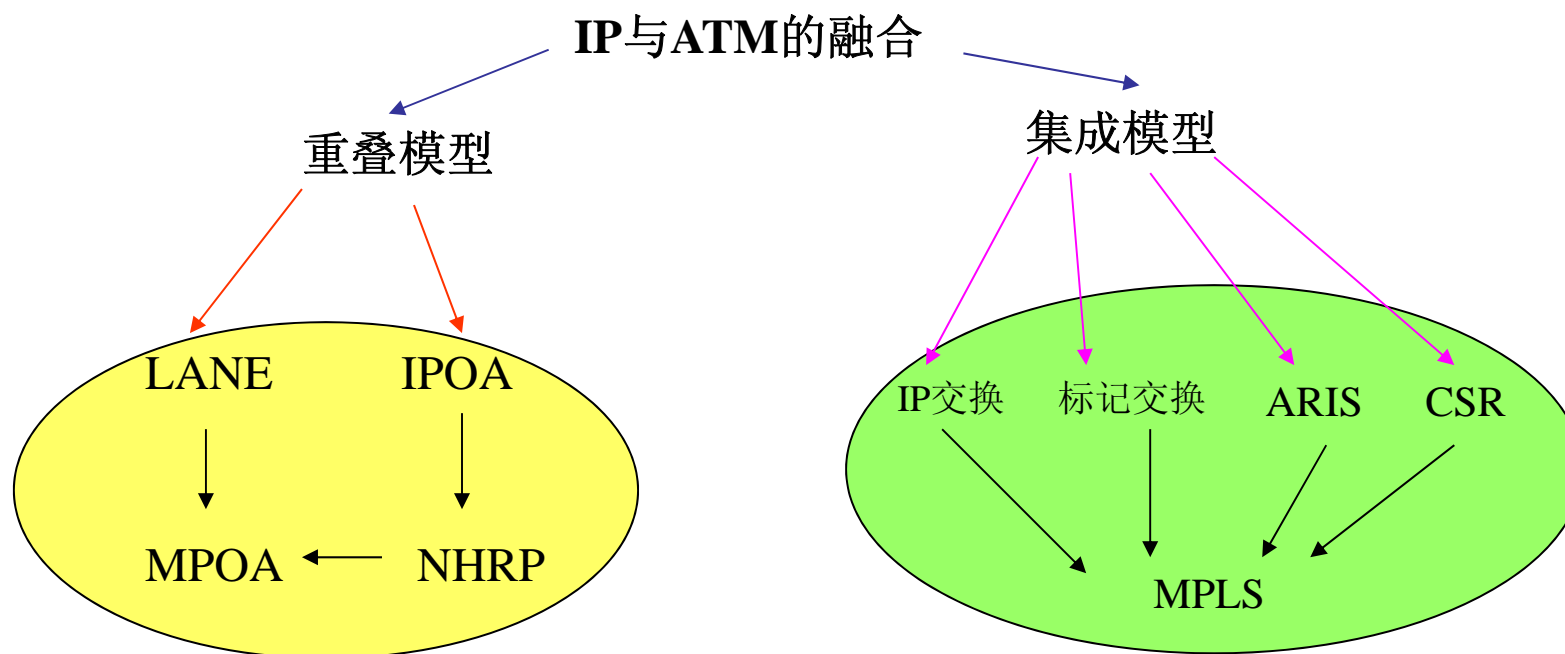 IP与ATM的融合
重叠模型
集成模型
LANE
IPOA
MPOA
NHRP
IP交换
标记交换
ARIS
CSR
MPLS